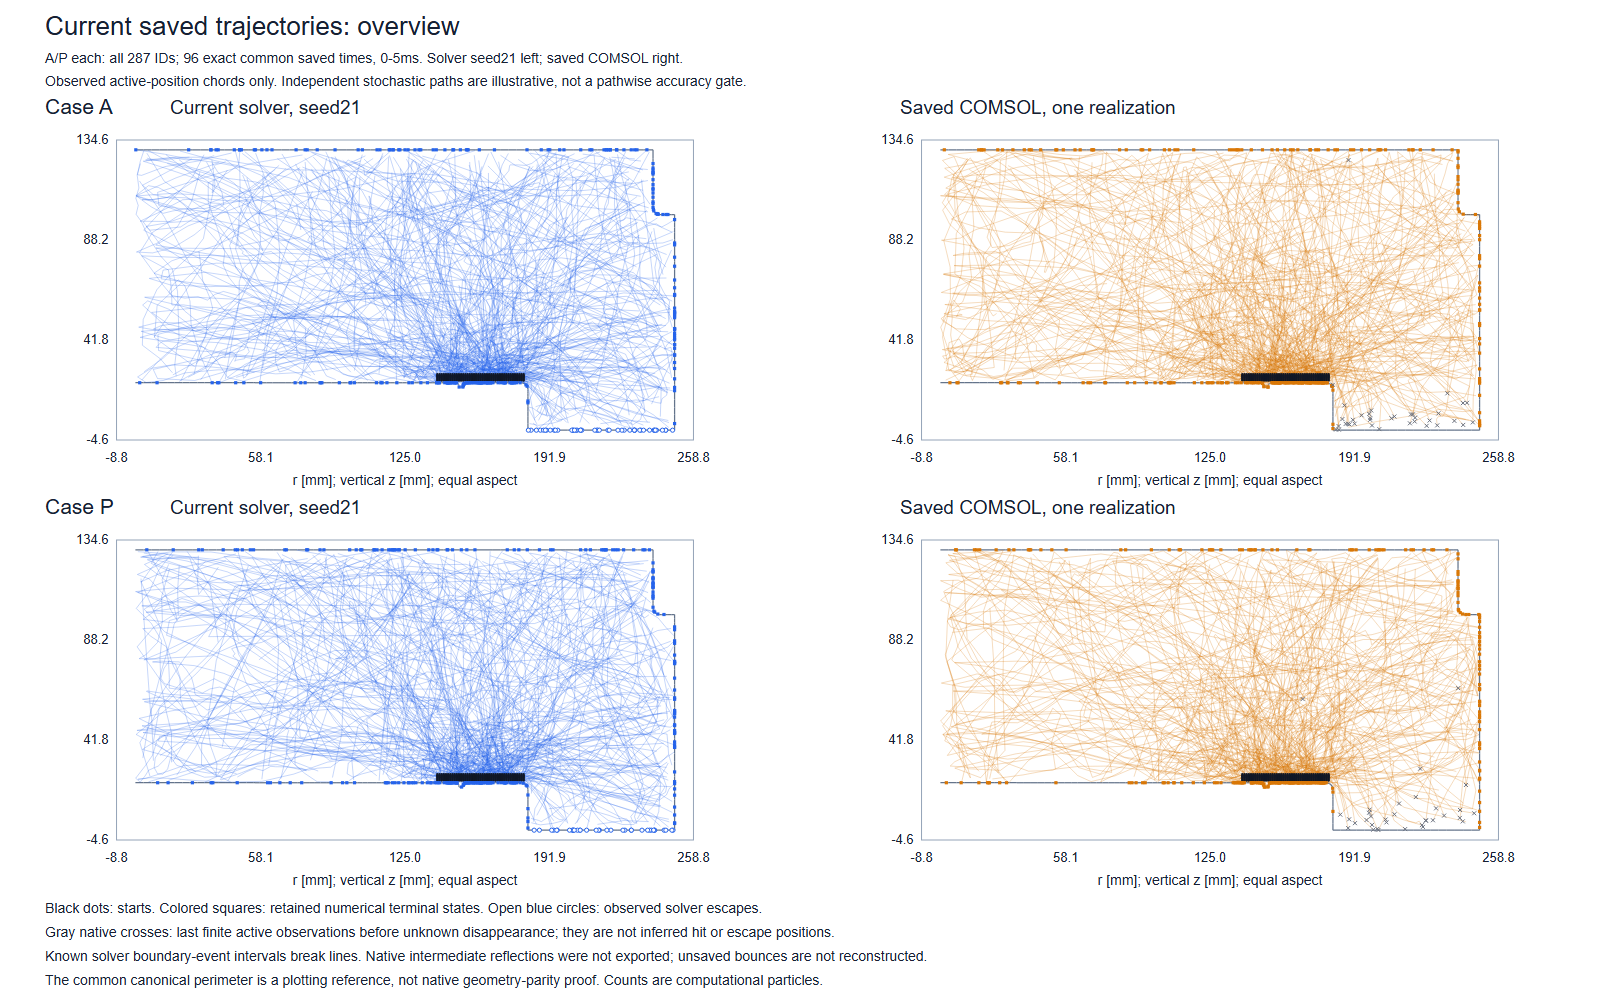 Current saved trajectories: overview
A/P each: all 287 IDs; 96 exact common saved times, 0-5ms. Solver seed21 left; saved COMSOL right.
Observed active-position chords only. Independent stochastic paths are illustrative, not a pathwise accuracy gate.
Case A Current solver, seed21 Saved COMSOL, one realization
134.6 134.6
88.2 88.2
41.8 41.8
-4.6 -4.6
-8.8 58.1 125.0 191.9 258.8 -8.8 58.1 125.0 191.9 258.8
r [mm]; vertical z [mm]; equal aspect r [mm]; vertical z [mm]; equal aspect
Case P Current solver, seed21 Saved COMSOL, one realization
134.6 134.6
88.2 88.2
41.8 41.8
-4.6 -4.6
-8.8 58.1 125.0 191.9 258.8 -8.8 58.1 125.0 191.9 258.8
r [mm]; vertical z [mm]; equal aspect r [mm]; vertical z [mm]; equal aspect
Black dots: starts. Colored squares: retained numerical terminal states. Open blue circles: observed solver escapes.
Gray native crosses: last finite active observations before unknown disappearance; they are not inferred hit or escape positions.
Known solver boundary-event intervals break lines. Native intermediate reflections were not exported; unsaved bounces are not reconstructed.
The common canonical perimeter is a plotting reference, not native geometry-parity proof. Counts are computational particles.